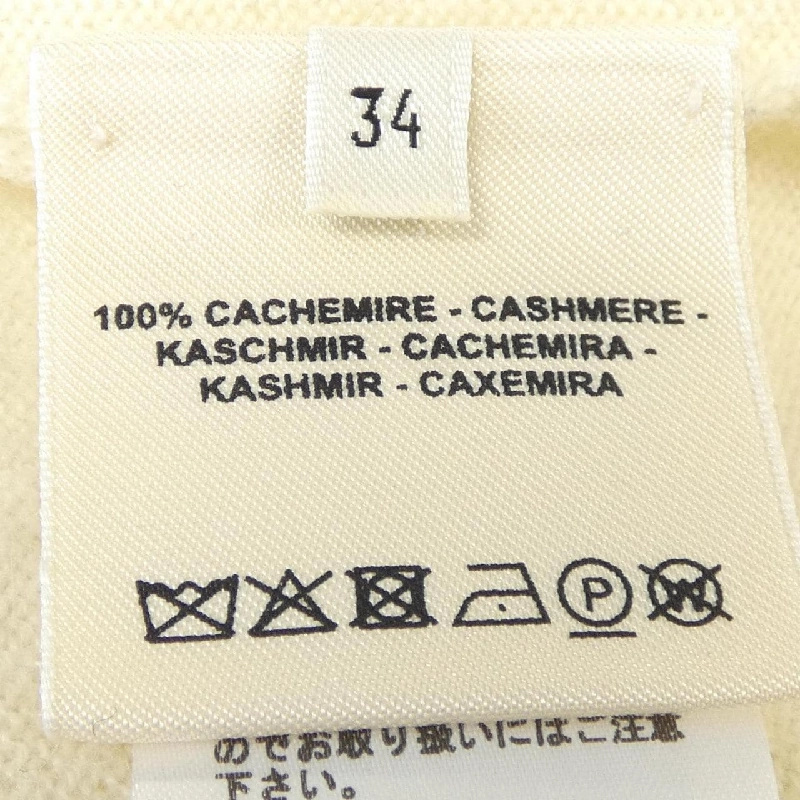 34
100% CACHEMIRE - CASHMERE -
KASCHMIR - CACHEMIRA -
KASHMIR - CAXEMIRA
P
W
のでお取り扱いにはご注意
下さい。